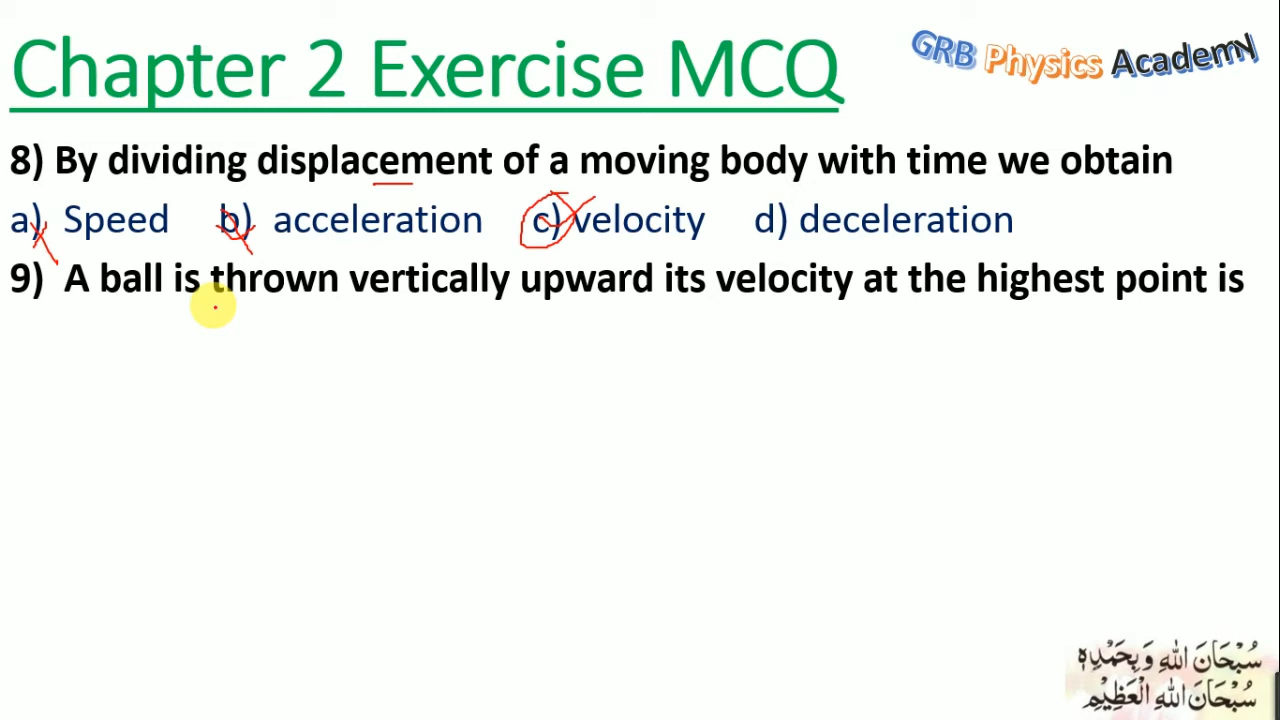 Chapter 2 Exercise MCQ
GRB Physics Academy
8) By dividing displacement of a moving body with time we obtain
a) Speed b) acceleration c) velocity d) deceleration
9) A ball is thrown vertically upward its velocity at the highest point is
سُبْحَانَ اللهِ وَبِحَمْدِهٖ
سُبْحَانَ اللهِ الْعَظِيْمِ